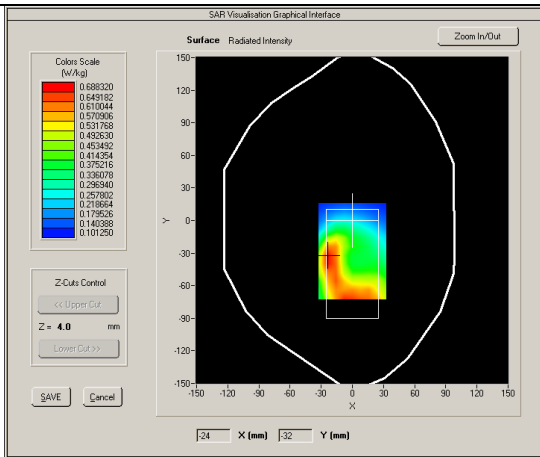 SAR Visualisation Graphical Interface
Surface Radiated Intensity
Zoom In/Out
Colors Scale
(W/kg)
0.688320
0.649182
0.610044
0.570906
0.531768
0.492630
0.453492
0.414354
0.375216
0.336078
0.296940
0.257802
0.218664
0.179526
0.140388
0.101250
Z-Cuts Control
<< Upper Cut
Z = 4.0 mm
Lower Cut >>
SAVE Cancel
150
120
90
60
30
0
-30
-60
-90
-120
-150
Y
-150 -120 -90 -60 -30 0 30 60 90 120 150
X
-24 X (mm) -32 Y (mm)